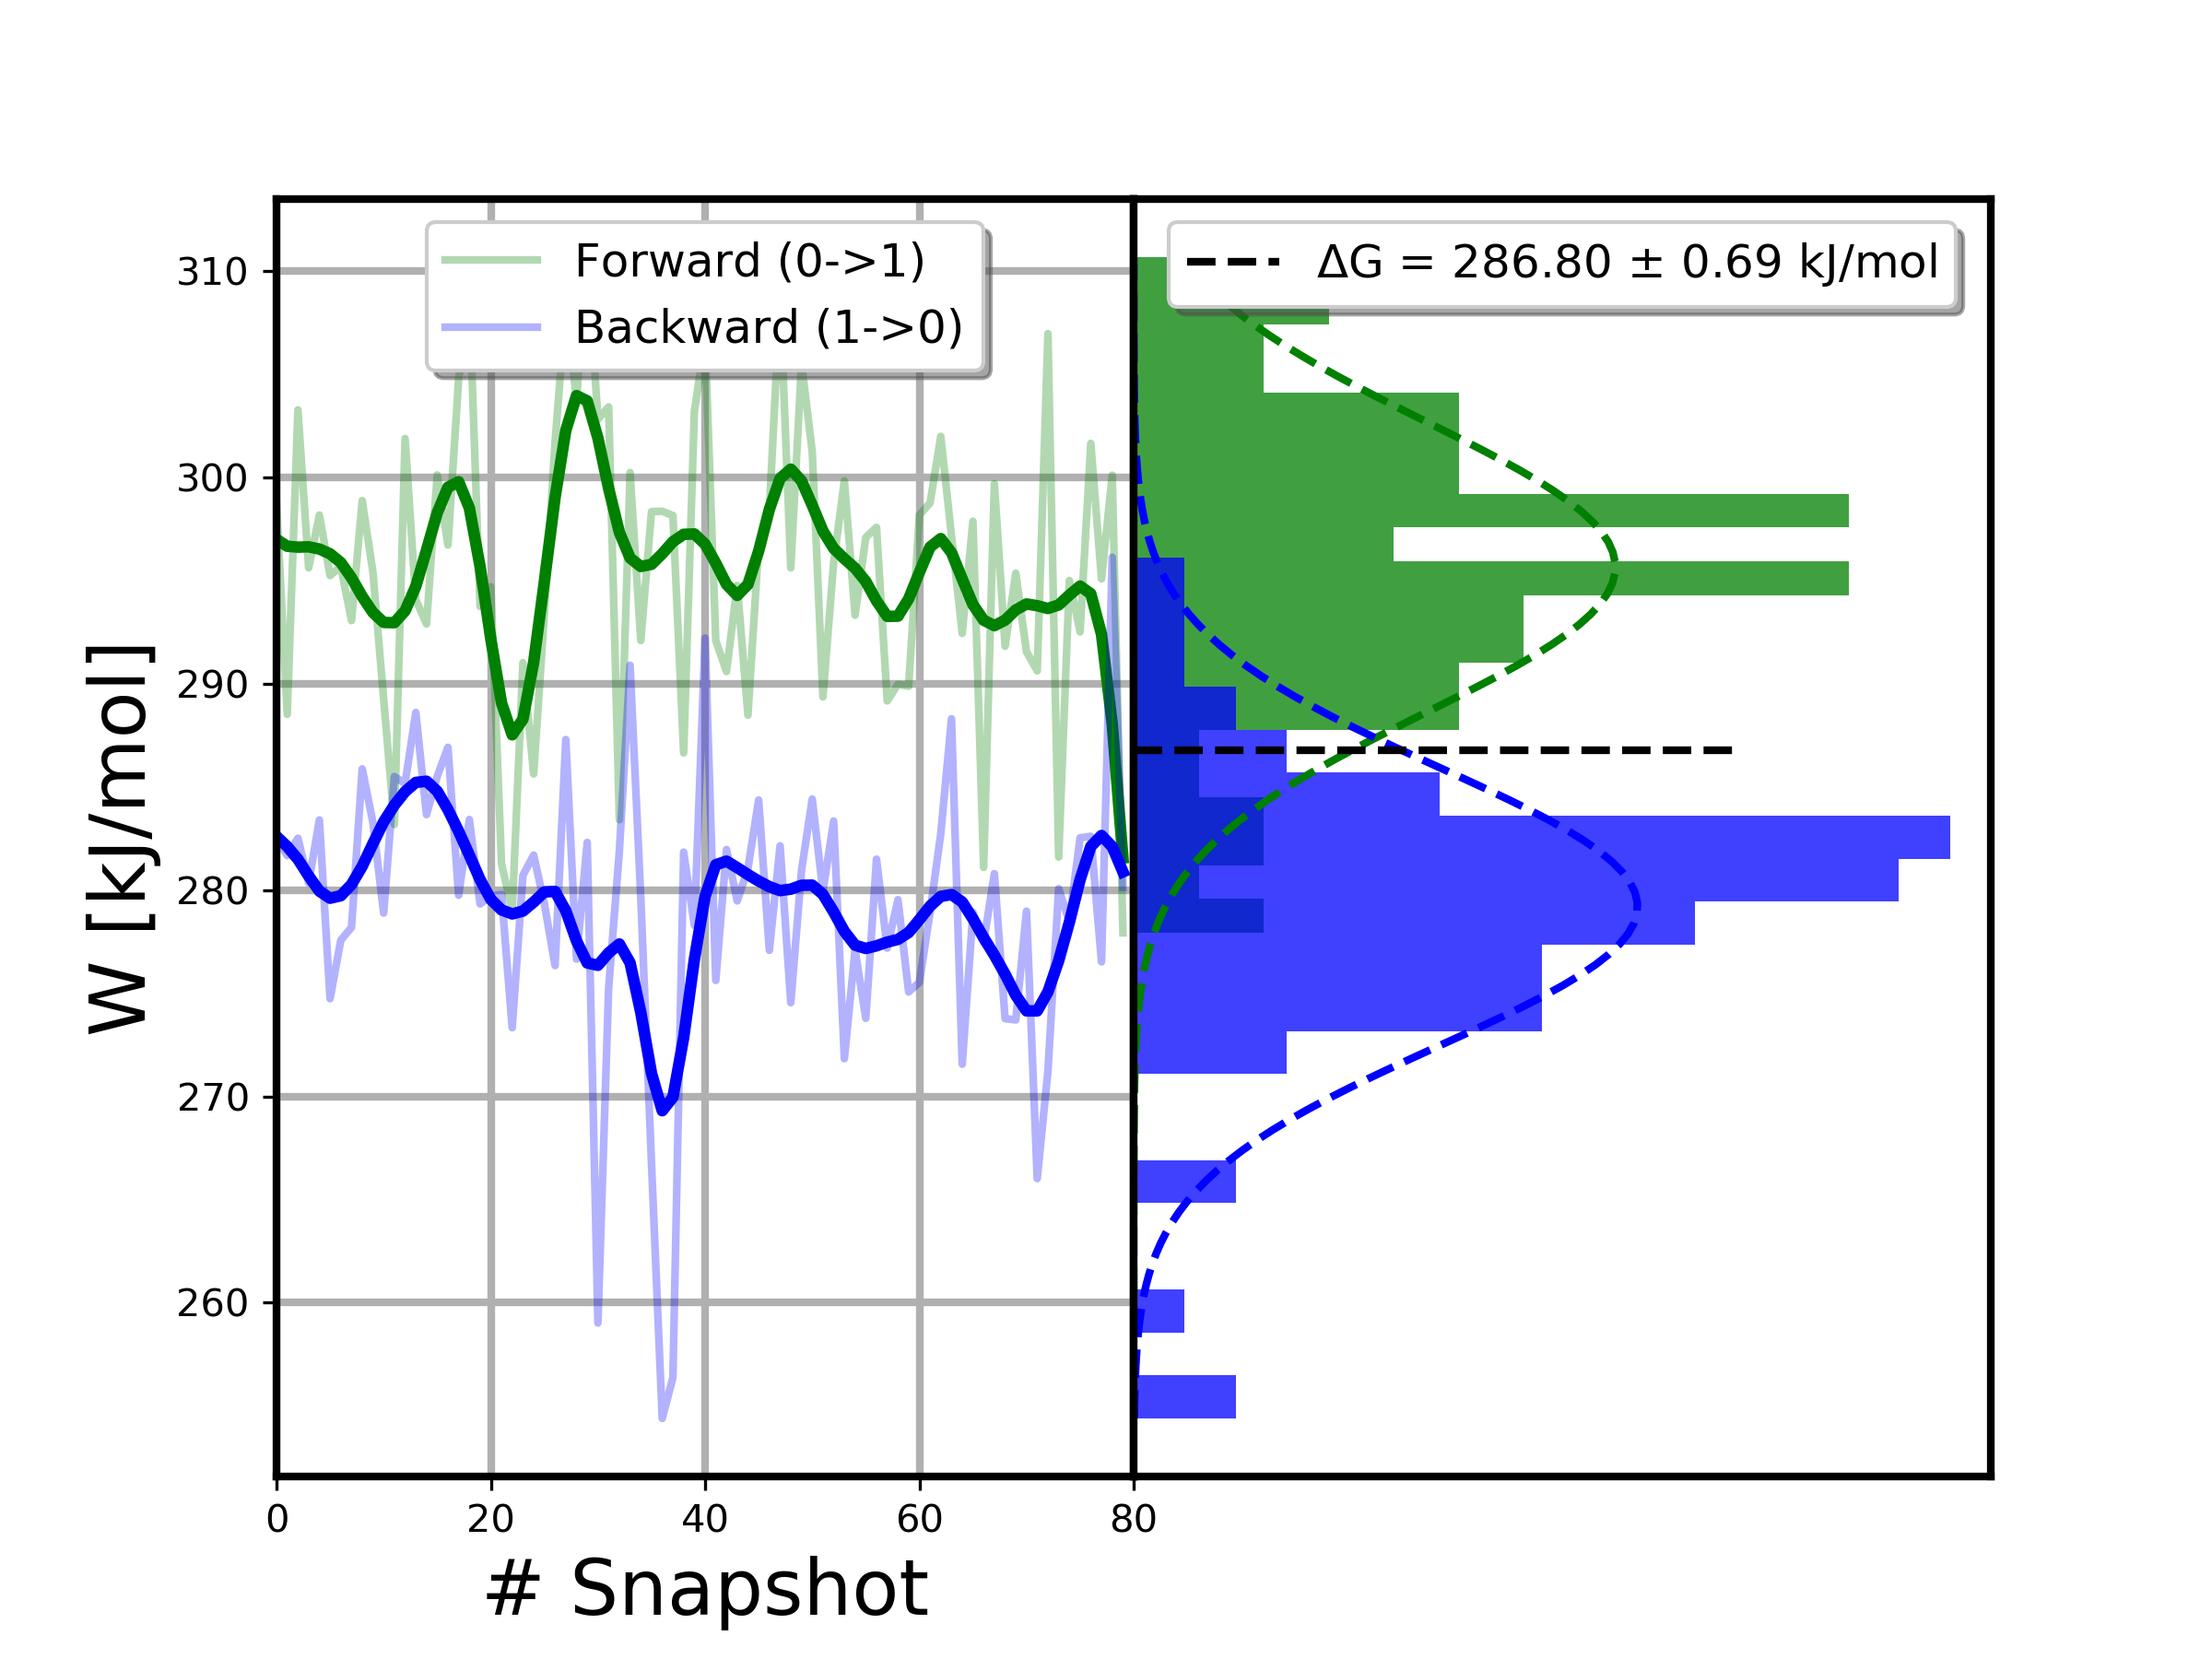 Forward (0->1)
Backward (1->0)
ΔG = 286.80 ± 0.69 kJ/mol
310
300
290
280
270
260
W [kJ/mol]
0 20 40 60 80
# Snapshot